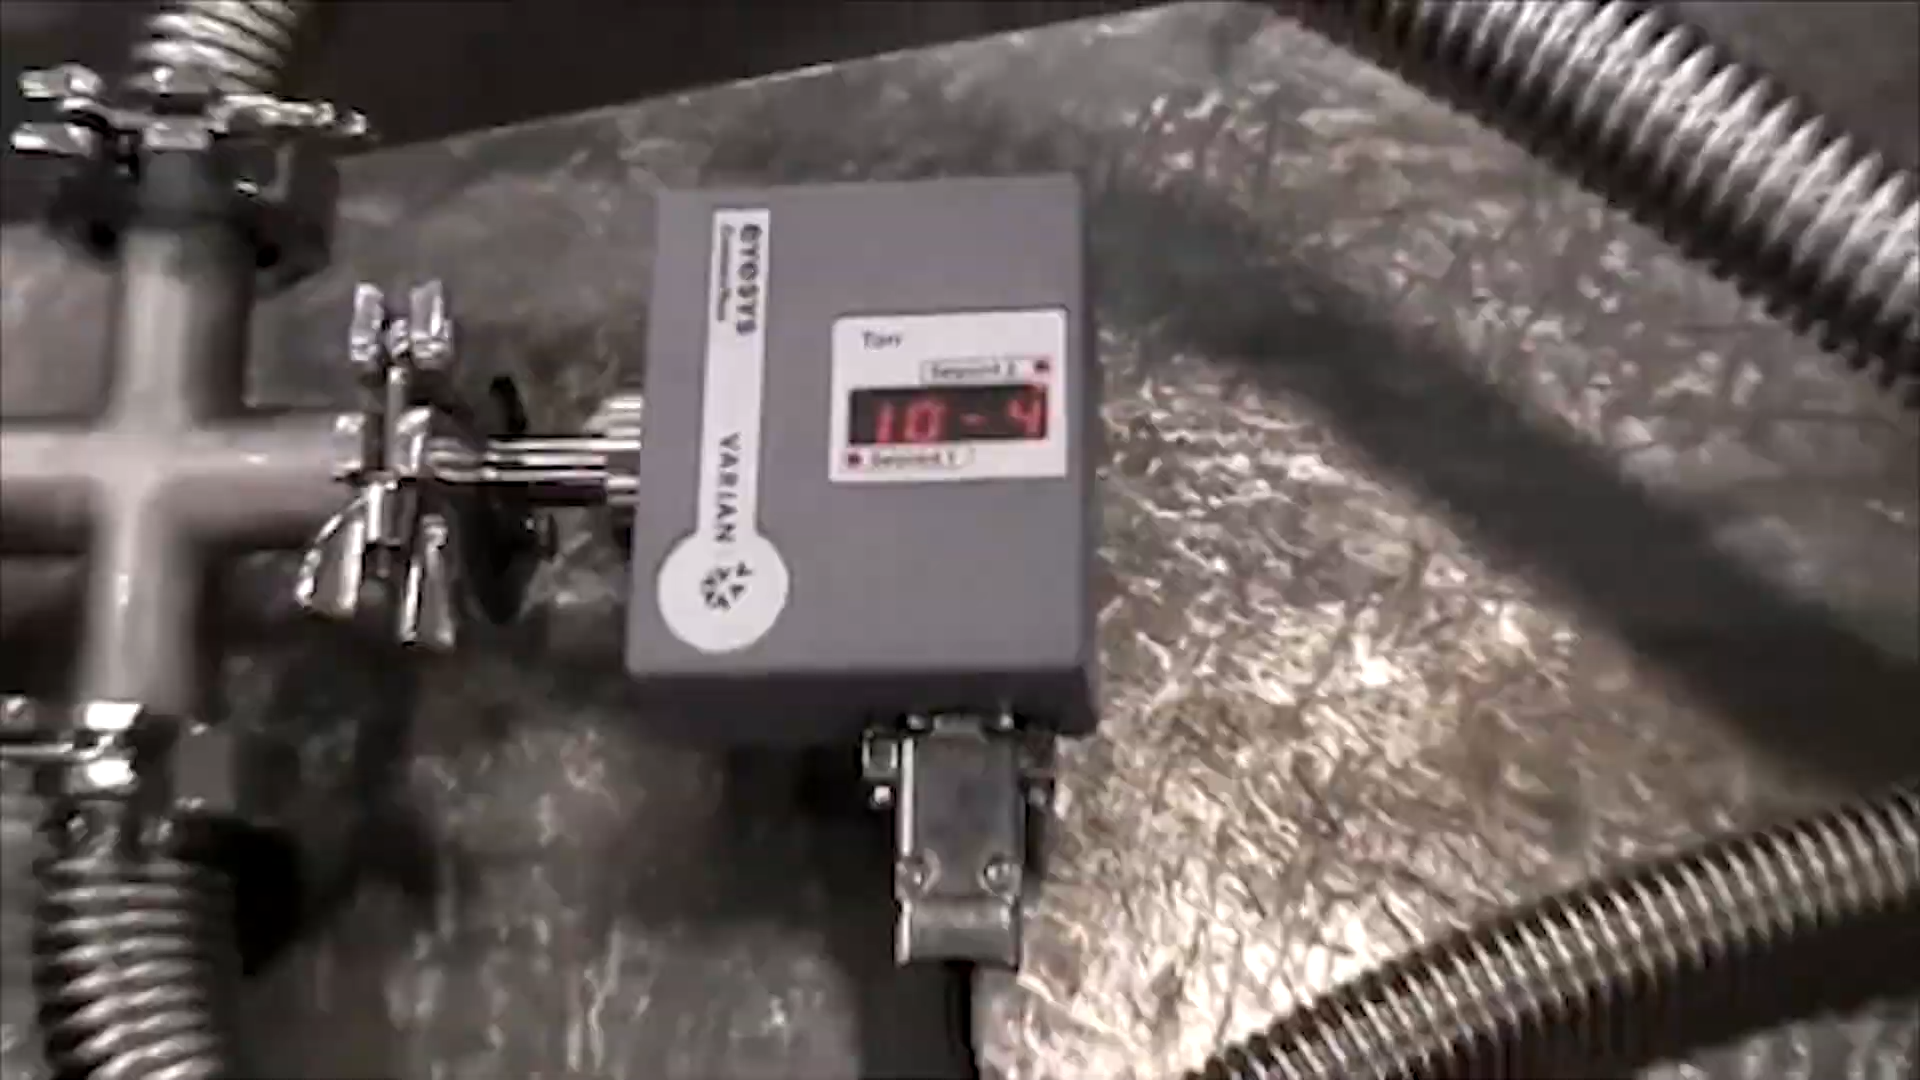 eyesys
VARIAN
Torr
Setpoint 2
10-4
Setpoint 1